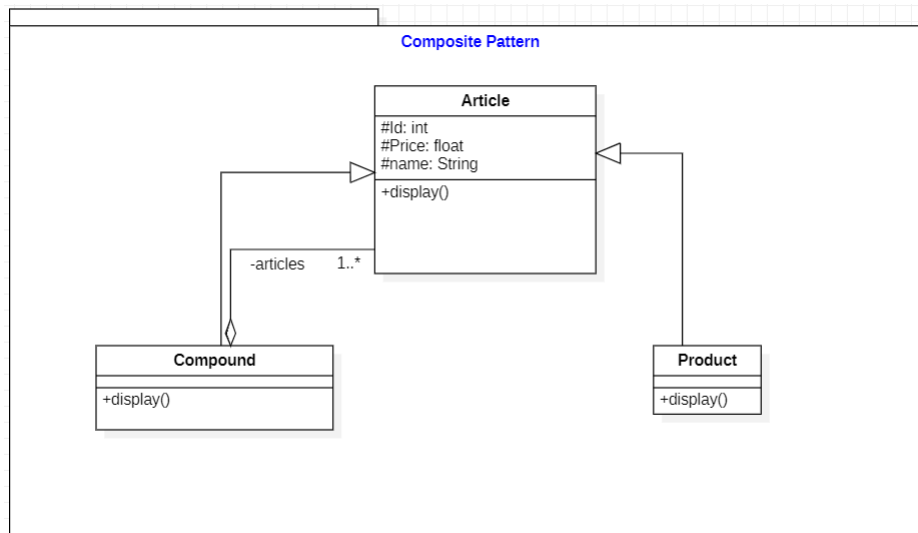 Composite Pattern
Article
#Id: int
#Price: float
#name: String
+display()
-articles 1..*
Compound
+display()
Product
+display()